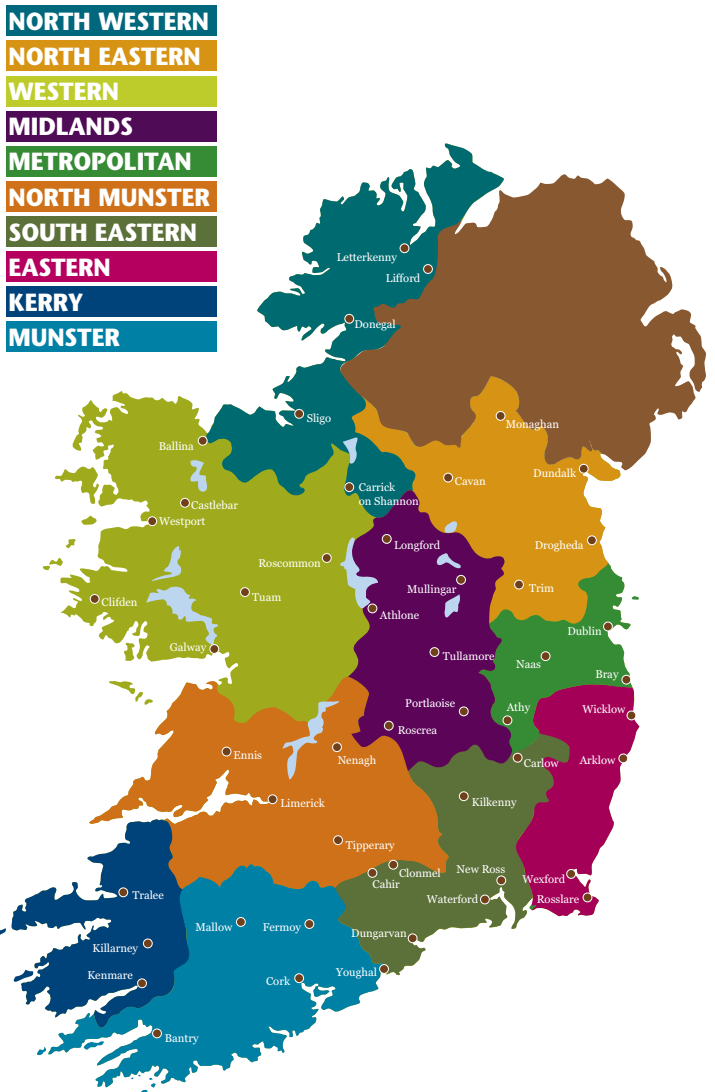 NORTH WESTERN
NORTH EASTERN
WESTERN
MIDLANDS
METROPOLITAN
NORTH MUNSTER
SOUTH EASTERN
EASTERN
KERRY
MUNSTER
Letterkenny
Lifford
Donegal
Sligo
Monaghan
Ballina
Dundalk
Cavan
Carrick
on Shannon
Castlebar
Westport
Longford
Drogheda
Roscommon
Mullingar
Trim
Tuam
Clifden
Athlone
Dublin
Galway
Tullamore
Naas
Bray
Portlaoise
Athy
Wicklow
Roscrea
Ennis
Nenagh
Carlow
Arklow
Limerick
Kilkenny
Tipperary
Clonmel
Cahir
New Ross
Wexford
Tralee
Waterford
Rosslare
Mallow
Fermoy
Dungarvan
Killarney
Kenmare
Youghal
Cork
Bantry